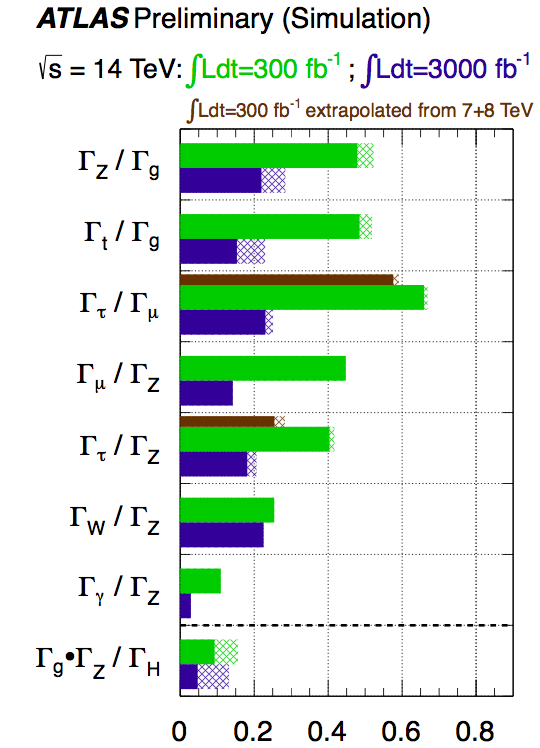 ATLAS Preliminary (Simulation)
√s = 14 TeV: ∫Ldt=300 fb⁻¹ ; ∫Ldt=3000 fb⁻¹
∫Ldt=300 fb⁻¹ extrapolated from 7+8 TeV
Γ_Z / Γ_g
Γ_t / Γ_g
Γ_τ / Γ_μ
Γ_μ / Γ_Z
Γ_τ / Γ_Z
Γ_W / Γ_Z
Γ_γ / Γ_Z
Γ_g•Γ_Z / Γ_H
0 0.2 0.4 0.6 0.8